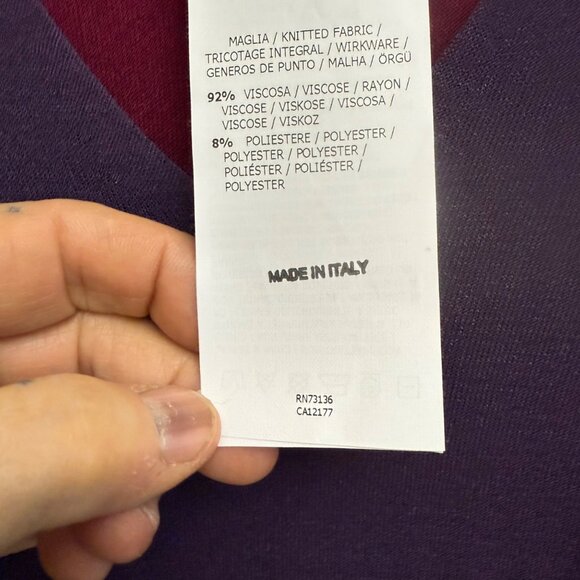 MAGLIA / KNITTED FABRIC /
TRICOTAGE INTEGRAL / WIRKWARE /
GENEROS DE PUNTO / MALHA / ÖRGÜ
92% VISCOSA / VISCOSE / RAYON /
VISCOSE / VISKOSE / VISCOSA /
VISCOSE / VISKOZ
8% POLIESTERE / POLYESTER /
POLYESTER / POLYESTER /
POLIÉSTER / POLIÉSTER /
POLYESTER
MADE IN ITALY
RN73136
CA12177